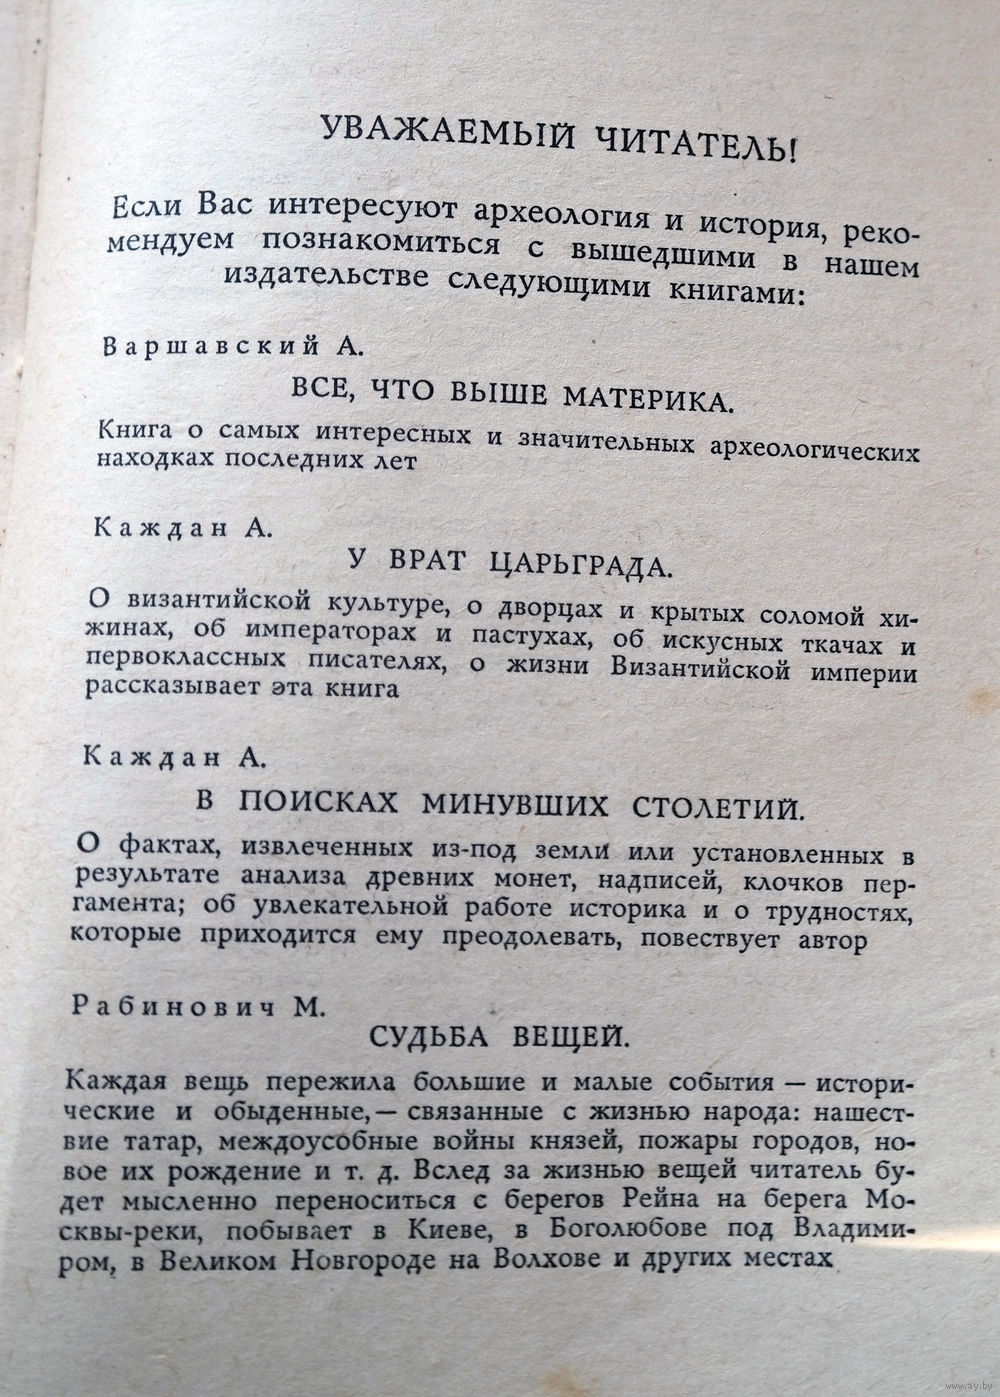 УВАЖАЕМЫЙ ЧИТАТЕЛЬ!
Если Вас интересуют археология и история, реко-
мендуем познакомиться с вышедшими в нашем
издательстве следующими книгами:
Варшавский А.
ВСЕ, ЧТО ВЫШЕ МАТЕРИКА.
Книга о самых интересных и значительных археологических
находках последних лет
Каждан А.
У ВРАТ ЦАРЬГРАДА.
О византийской культуре, о дворцах и крытых соломой хи-
жинах, об императорах и пастухах, об искусных ткачах и
первоклассных писателях, о жизни Византийской империи
рассказывает эта книга
Каждан А.
В ПОИСКАХ МИНУВШИХ СТОЛЕТИЙ.
О фактах, извлеченных из-под земли или установленных в
результате анализа древних монет, надписей, клочков пер-
гамента; об увлекательной работе историка и о трудностях,
которые приходится ему преодолевать, повествует автор
Рабинович М.
СУДЬБА ВЕЩЕЙ.
Каждая вещь пережила большие и малые события — истори-
ческие и обыденные, — связанные с жизнью народа: нашест-
вие татар, междоусобные войны князей, пожары городов, но-
вое их рождение и т. д. Вслед за жизнью вещей читатель бу-
дет мысленно переноситься с берегов Рейна на берега Мо-
сквы-реки, побывает в Киеве, в Боголюбове под Владими-
ром, в Великом Новгороде на Волхове и других местах
www.ay.by